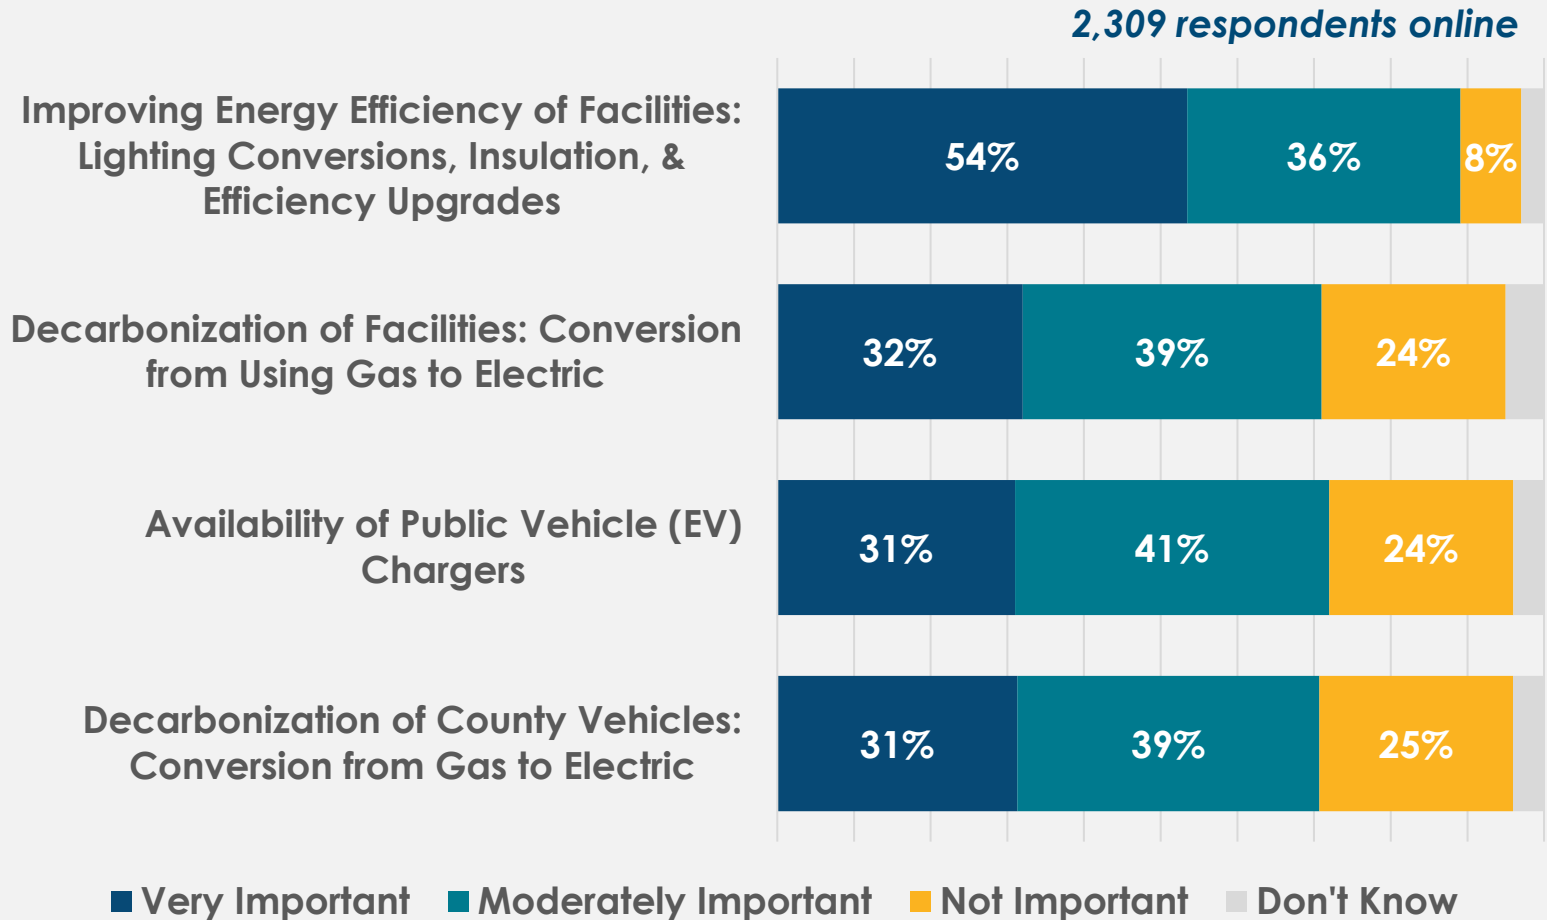 2,309 respondents online
Improving Energy Efficiency of Facilities:
Lighting Conversions, Insulation, &
Efficiency Upgrades
54%
36%
8%
Decarbonization of Facilities: Conversion
from Using Gas to Electric
32%
39%
24%
Availability of Public Vehicle (EV)
Chargers
31%
41%
24%
Decarbonization of County Vehicles:
Conversion from Gas to Electric
31%
39%
25%
Very Important
Moderately Important
Not Important
Don't Know